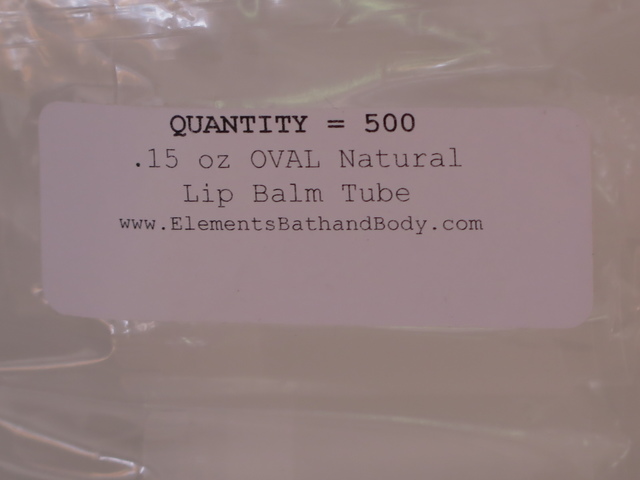 QUANTITY = 500
.15 oz OVAL Natural
Lip Balm Tube
www.ElementsBathandBody.com